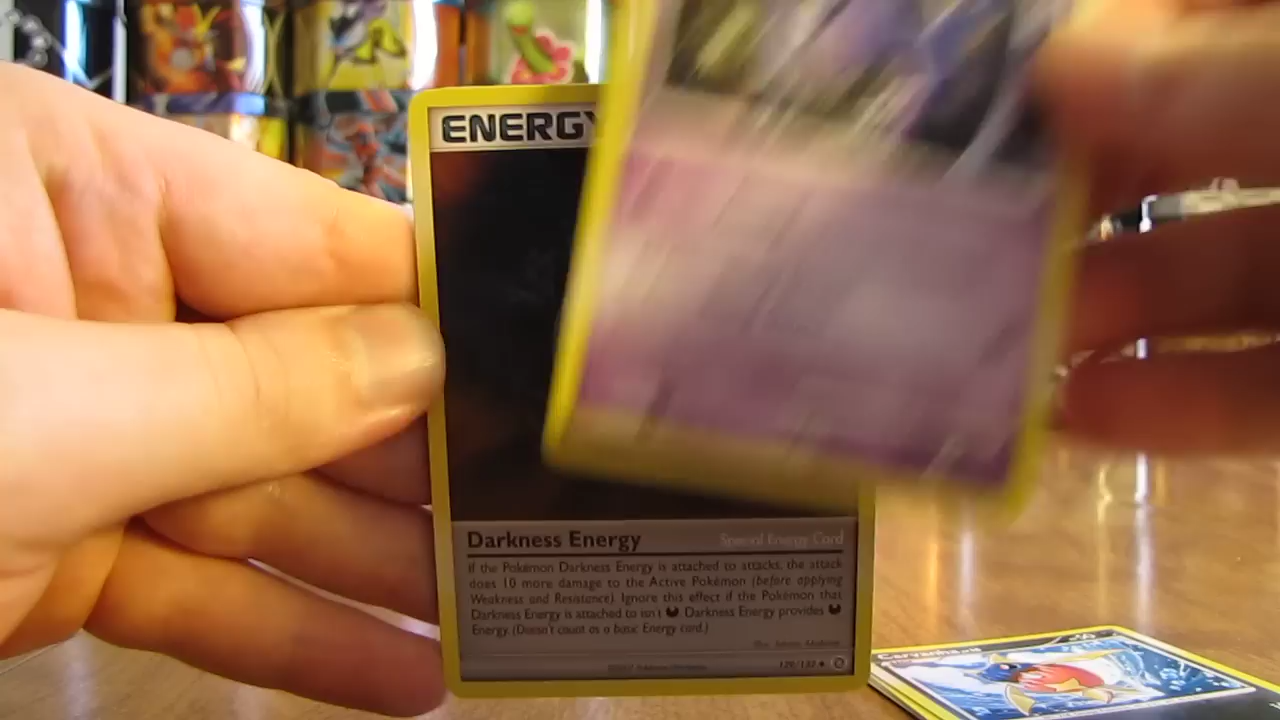 ENERGY
Darkness Energy Special Energy Card
If the Pokémon Darkness Energy is attached to attacks, the attack
does 10 more damage to the Active Pokémon (before applying
Weakness and Resistance). Ignore this effect if the Pokémon that
Darkness Energy is attached to isn't Darkness Energy provides
Energy. (Doesn't count as a basic Energy card.)
Carvanha